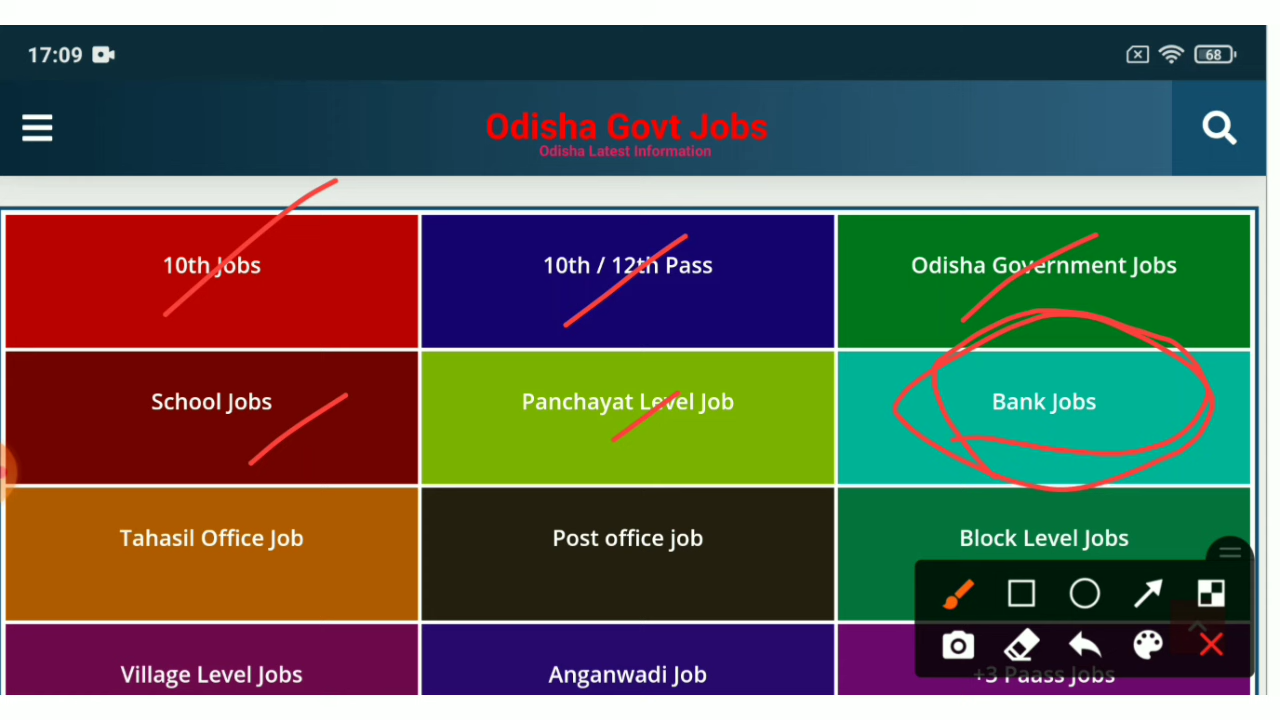 17:09 68
Odisha Govt Jobs
Odisha Latest Information
10th Jobs 10th / 12th Pass Odisha Government Jobs
School Jobs Panchayat Level Job Bank Jobs
Tahasil Office Job Post office job Block Level Jobs
Village Level Jobs Anganwadi Job +3 Paass Jobs